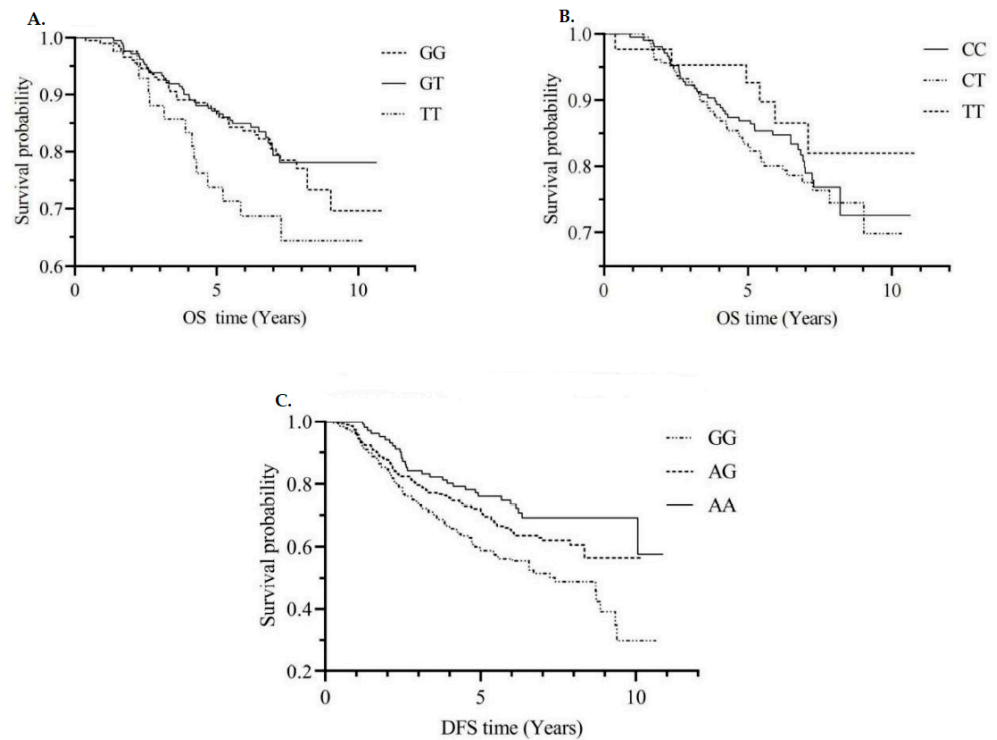 A.
1.0
0.9
0.8
0.7
0.6
Survival probability
0
5
10
OS time (Years)
GG
GT
TT
B.
1.0
0.9
0.8
0.7
Survival probability
0
5
10
OS time (Years)
CC
CT
TT
C.
1.0
0.8
0.6
0.4
0.2
Survival probability
0
5
10
DFS time (Years)
GG
AG
AA